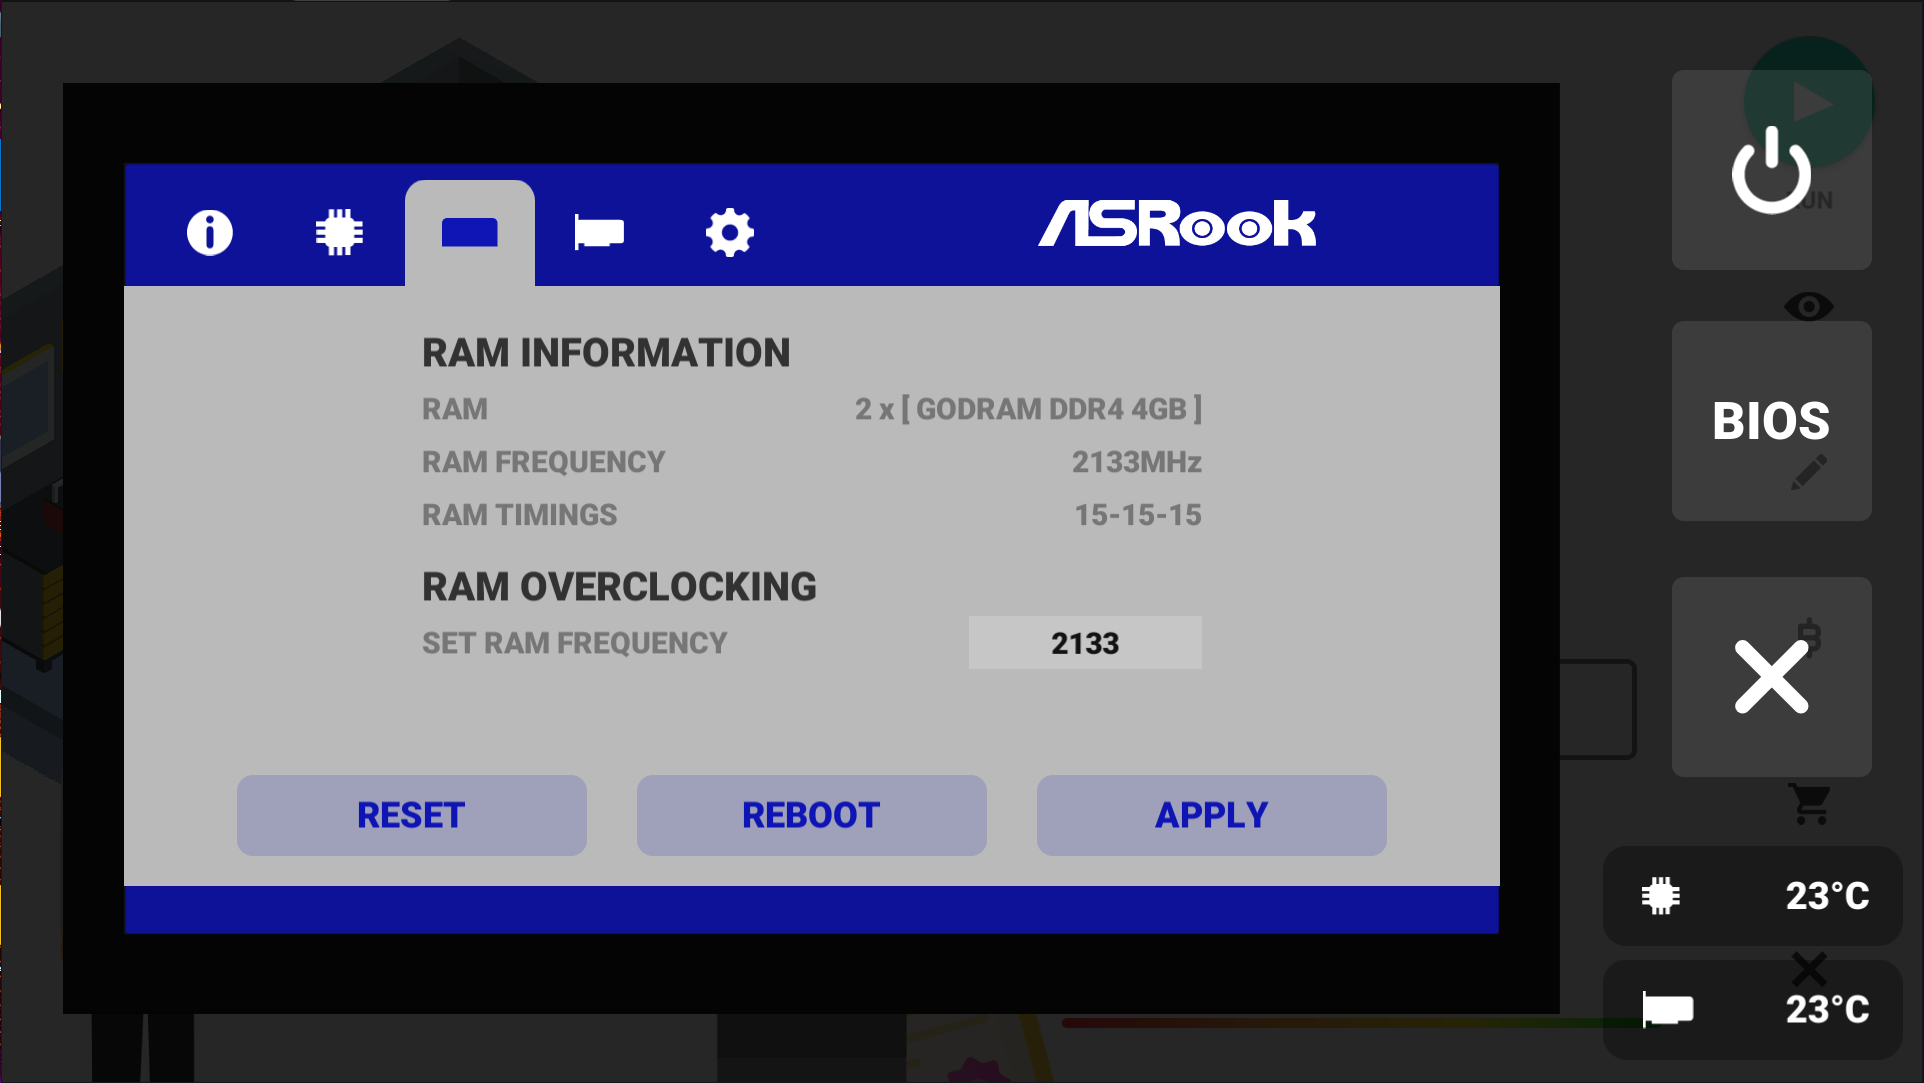 ASRook
RAM INFORMATION
RAM 2 x [ GODRAM DDR4 4GB ]
RAM FREQUENCY 2133MHz
RAM TIMINGS 15-15-15
RAM OVERCLOCKING
SET RAM FREQUENCY 2133
RESET REBOOT APPLY
BIOS
23°C
23°C